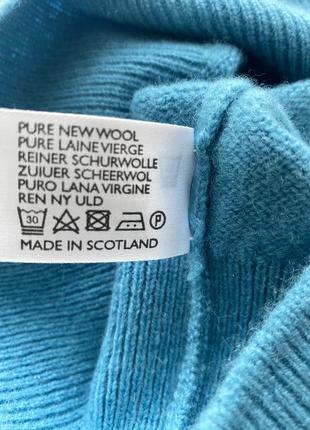 PURE NEW WOOL
PURE LAINE VIERGE
REINER SCHURWOLLE
ZUIUER SCHEERWOL
PURO LANA VIRGINE
REN NY ULD
30 P
MADE IN SCOTLAND